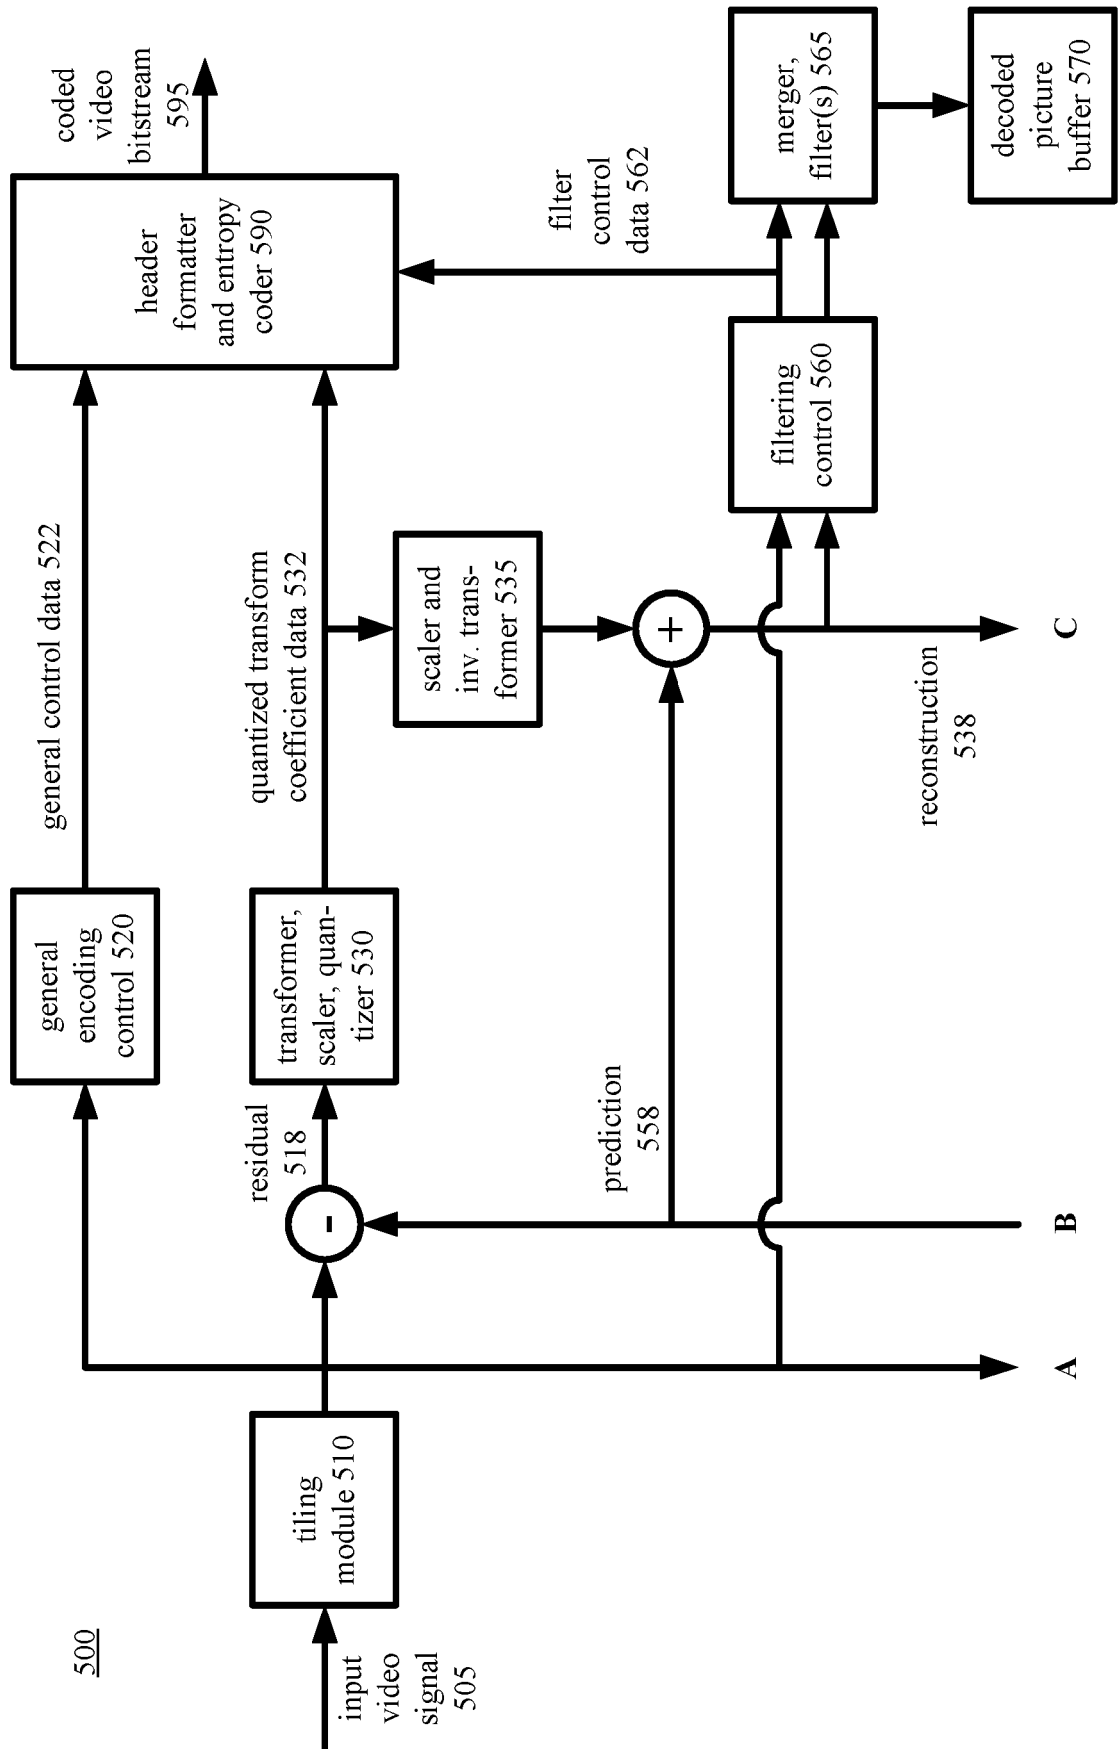 500
input
video
signal
505
tiling
module 510
general
encoding
control 520
general control data 522
header
formatter
and entropy
coder 590
coded
video
bitstream
595
residual
518
-
transformer,
scaler, quan-
tizer 530
quantized transform
coefficient data 532
scaler and
inv. trans-
former 535
+
prediction
558
filter
control
data 562
filtering
control 560
merger,
filter(s) 565
decoded
picture
buffer 570
reconstruction
538
A
B
C